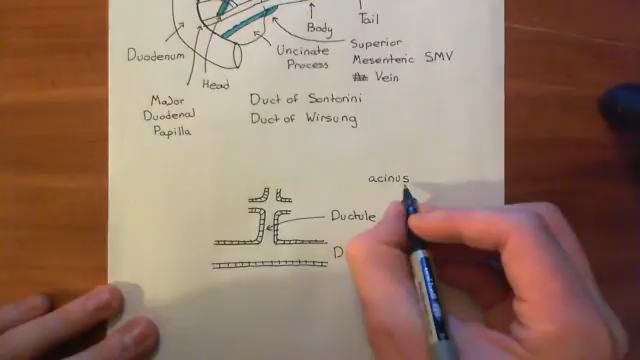 Tail
Body
Duodenum
Uncinate
Process
Superior
Mesenteric SMV
Vein
Head
Major
Duodenal
Papilla
Duct of Santorini
Duct of Wirsung
acinus
Ductule
D